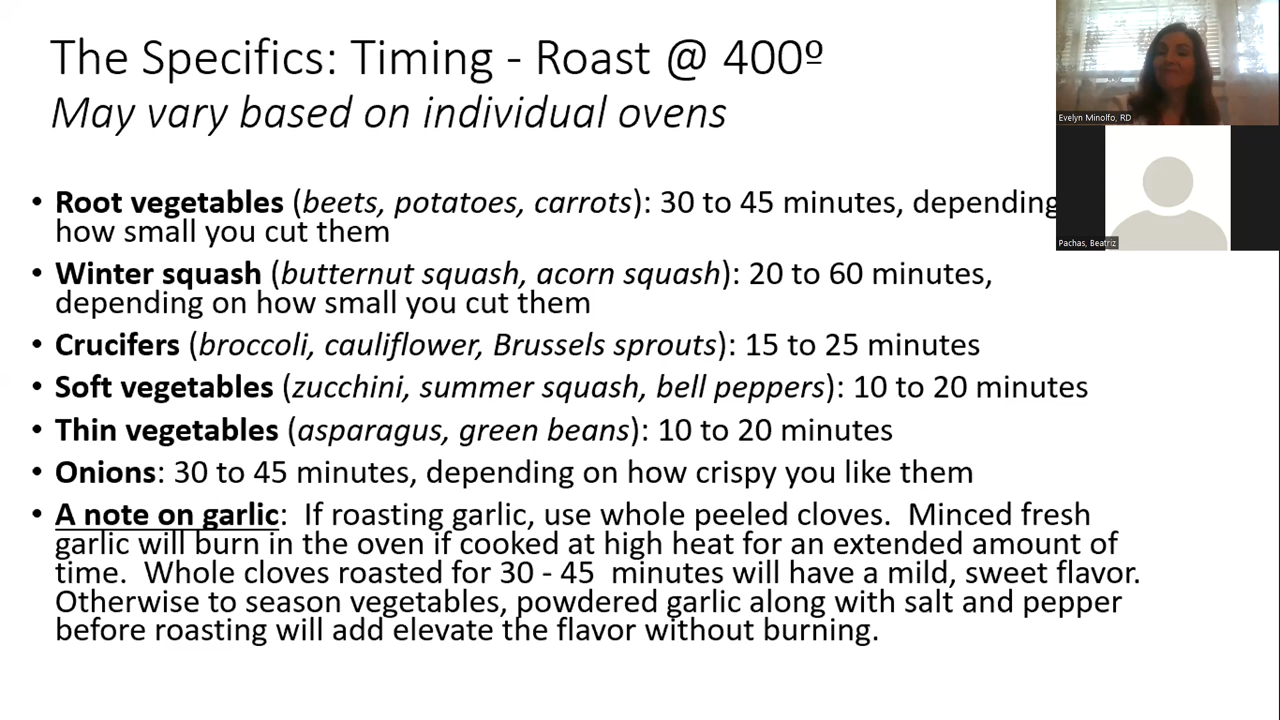 The Specifics: Timing - Roast @ 400º
May vary based on individual ovens
Evelyn Minolfo, RD
Pachas, Beatriz
• Root vegetables (beets, potatoes, carrots): 30 to 45 minutes, depending
how small you cut them
• Winter squash (butternut squash, acorn squash): 20 to 60 minutes,
depending on how small you cut them
• Crucifers (broccoli, cauliflower, Brussels sprouts): 15 to 25 minutes
• Soft vegetables (zucchini, summer squash, bell peppers): 10 to 20 minutes
• Thin vegetables (asparagus, green beans): 10 to 20 minutes
• Onions: 30 to 45 minutes, depending on how crispy you like them
• A note on garlic:  If roasting garlic, use whole peeled cloves.  Minced fresh
garlic will burn in the oven if cooked at high heat for an extended amount of
time.  Whole cloves roasted for 30 - 45  minutes will have a mild, sweet flavor.
Otherwise to season vegetables, powdered garlic along with salt and pepper
before roasting will add elevate the flavor without burning.